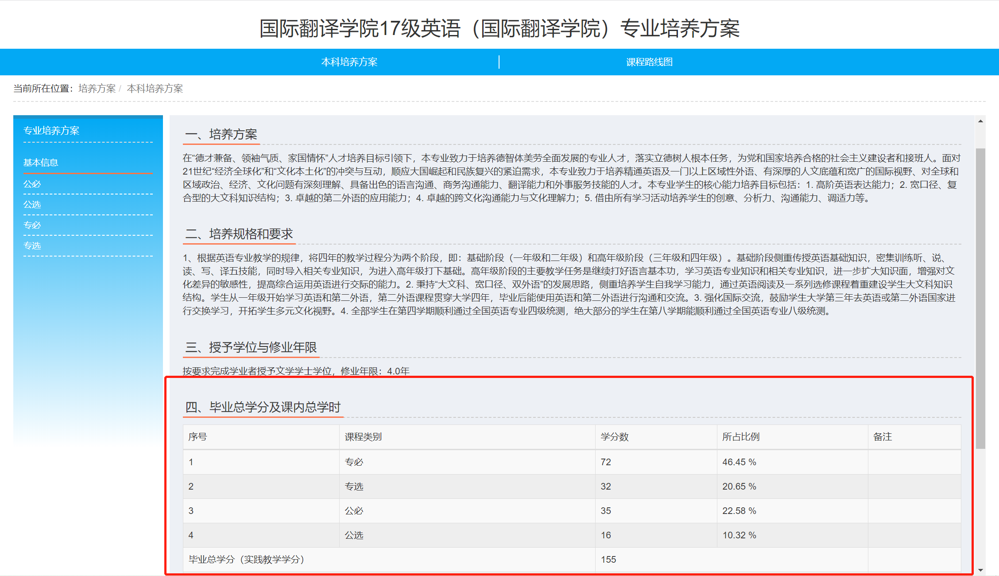 国际翻译学院17级英语（国际翻译学院）专业培养方案
本科培养方案
课程路线图
当前所在位置：培养方案 / 本科培养方案
专业培养方案
基本信息
公必
公选
专必
专选
一、培养方案
在“德才兼备、领袖气质、家国情怀”人才培养目标引领下，本专业致力于培养德智体美劳全面发展的专业人才，落实立德树人根本任务，为党和国家培养合格的社会主义建设者和接班人。面对
21世纪“经济全球化”和“文化本土化”的冲突与互动，顺应大国崛起和民族复兴的紧迫需求，本专业致力于培养精通英语及一门以上区域性外语、有深厚的人文底蕴和宽广的国际视野、对全球和
区域政治、经济、文化问题有深刻理解、具备出色的语言沟通、商务沟通能力、翻译能力和外事服务技能的人才。本专业学生的核心能力培养目标包括：1. 高阶英语表达能力；2. 宽口径、复
合型的大文科知识结构；3. 卓越的第二外语的应用能力；4. 卓越的跨文化沟通能力与文化理解力；5. 借由所有学习活动培养学生的创意、分析力、沟通能力、调适力等。
二、培养规格和要求
1、根据英语专业教学的规律，将四年的教学过程分为两个阶段，即：基础阶段（一年级和二年级）和高年级阶段（三年级和四年级）。基础阶段侧重传授英语基础知识，密集训练听、说、
读、写、译五技能，同时导入相关专业知识，为进入高年级打下基础。高年级阶段的主要教学任务是继续打好语言基本功，学习英语专业知识和相关专业知识，进一步扩大知识面，增强对文
化差异的敏感性，提高综合运用英语进行交际的能力。2. 秉持“大文科、宽口径、双外语”的发展思路，侧重培养学生自我学习能力，通过英语阅读及一系列选修课程着重建设学生大文科知识
结构。学生从一年级开始学习英语和第二外语，第二外语课程贯穿大学四年，毕业后能使用英语和第二外语进行沟通和交流。3. 强化国际交流，鼓励学生大学第三年去英语或第二外语国家进
行交换学习，开拓学生多元文化视野。4. 全部学生在第四学期顺利通过全国英语专业四级统测，绝大部分的学生在第八学期能顺利通过全国英语专业八级统测。
三、授予学位与修业年限
按要求完成学业者授予文学学士学位，修业年限：4.0年
四、毕业总学分及课内总学时
序号 课程类别 学分数 所占比例 备注
1 专必 72 46.45 %
2 专选 32 20.65 %
3 公必 35 22.58 %
4 公选 16 10.32 %
毕业总学分（实践教学学分） 155